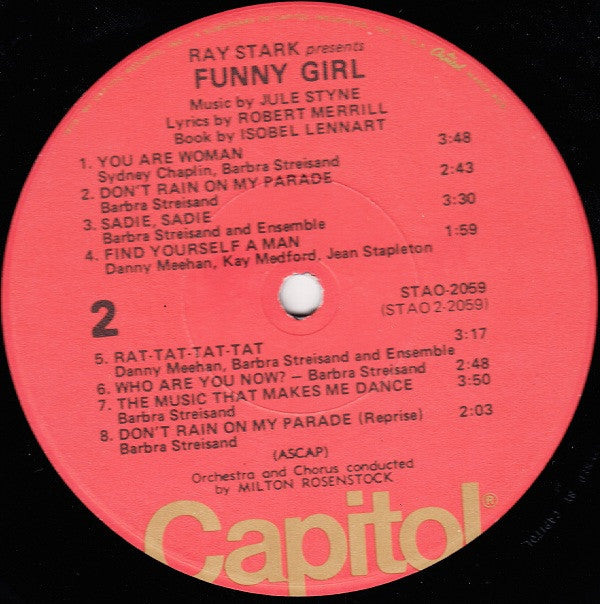 RAY STARK presents
FUNNY GIRL
Music by JULE STYNE
Lyrics by ROBERT MERRILL
Book by ISOBEL LENNART
1. YOU ARE WOMAN 3:48
Sydney Chaplin, Barbra Streisand
2. DON'T RAIN ON MY PARADE 2:43
Barbra Streisand
3. SADIE, SADIE 3:30
Barbra Streisand and Ensemble
4. FIND YOURSELF A MAN 1:59
Danny Meehan, Kay Medford, Jean Stapleton
2
STAO-2059
(STAO 2-2059)
5. RAT-TAT-TAT-TAT 3:17
Danny Meehan, Barbra Streisand and Ensemble
6. WHO ARE YOU NOW? – Barbra Streisand 2:48
7. THE MUSIC THAT MAKES ME DANCE 3:50
Barbra Streisand
8. DON'T RAIN ON MY PARADE (Reprise) 2:03
Barbra Streisand
(ASCAP)
Orchestra and Chorus conducted
by MILTON ROSENSTOCK
Capitol®